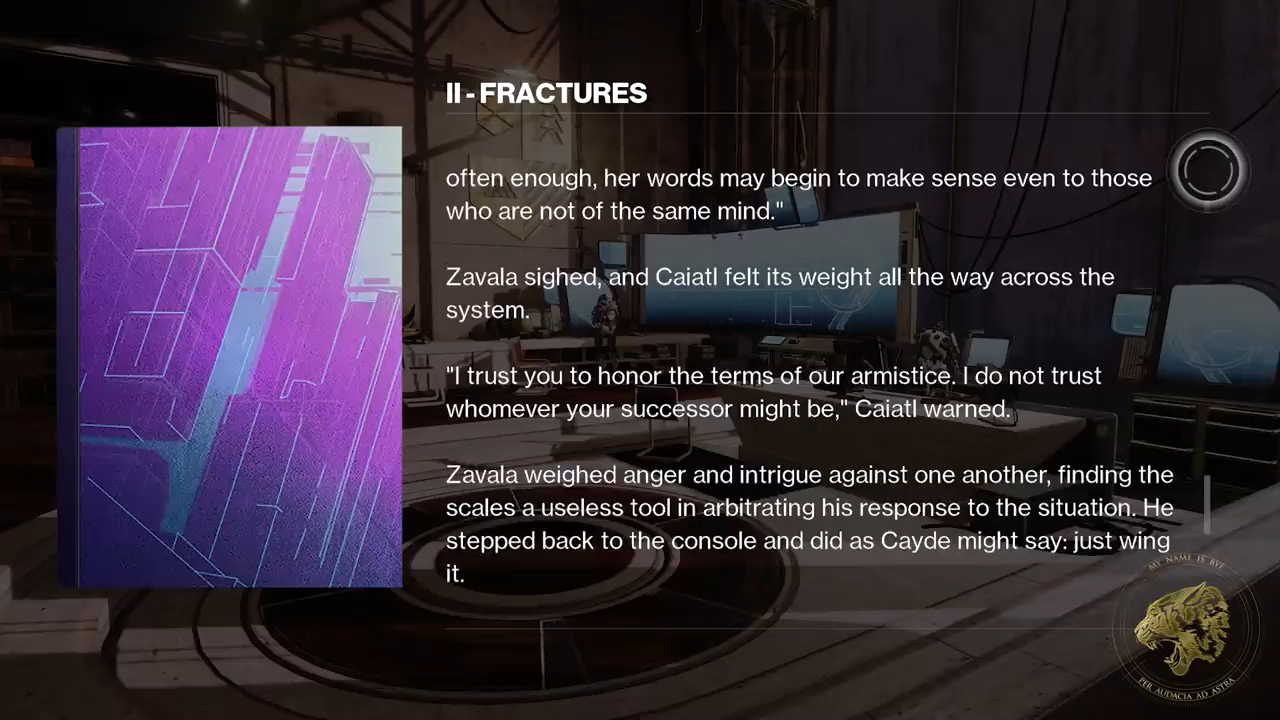 II - FRACTURES
often enough, her words may begin to make sense even to those
who are not of the same mind."
Zavala sighed, and Caiatl felt its weight all the way across the
system.
"I trust you to honor the terms of our armistice. I do not trust
whomever your successor might be," Caiatl warned.
Zavala weighed anger and intrigue against one another, finding the
scales a useless tool in arbitrating his response to the situation. He
stepped back to the console and did as Cayde might say: just wing
it.
MY NAME IS BYF
PER AUDACIA AD ASTRA